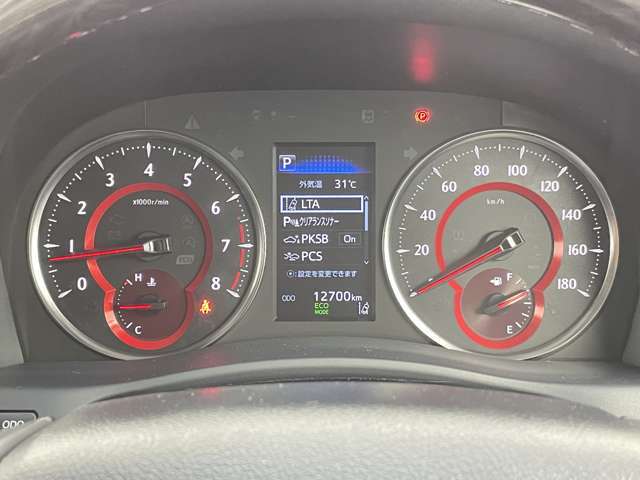 P
外気温 31℃
LTA
P クリアランスソナー
PKSB On
PCS
:設定を変更できます
ODO 12700km
ECO
MODE
0 1 2 3 4 5 6 7 8
x1000r/min
ECO
H
C
0 20 40 60 80 100 120 140 160 180
km/h
F
E
P
ODO